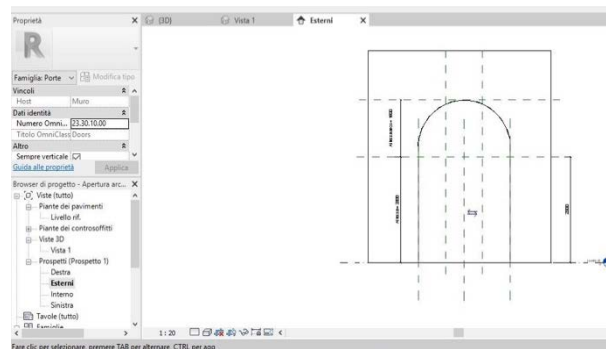 Proprietà
(3D)
Vista 1
Esterni
Famiglia: Porte
Modifica tipo
Vincoli
Host Muro
Dati identità
Numero Omni... 23.30.10.00
Titolo OmniClass Doors
Altro
Sempre verticale
Guida alle proprietà Applica
Browser di progetto - Apertura arc...
Viste (tutto)
Piante dei pavimenti
Livello rif.
Piante dei controsoffitti
Viste 3D
Vista 1
Prospetti (Prospetto 1)
Destra
Esterni
Interno
Sinistra
Tavole (tutto)
Famiglie
1 : 20
Fare clic per selezionare, premere TAB per alternare, CTRL per agg